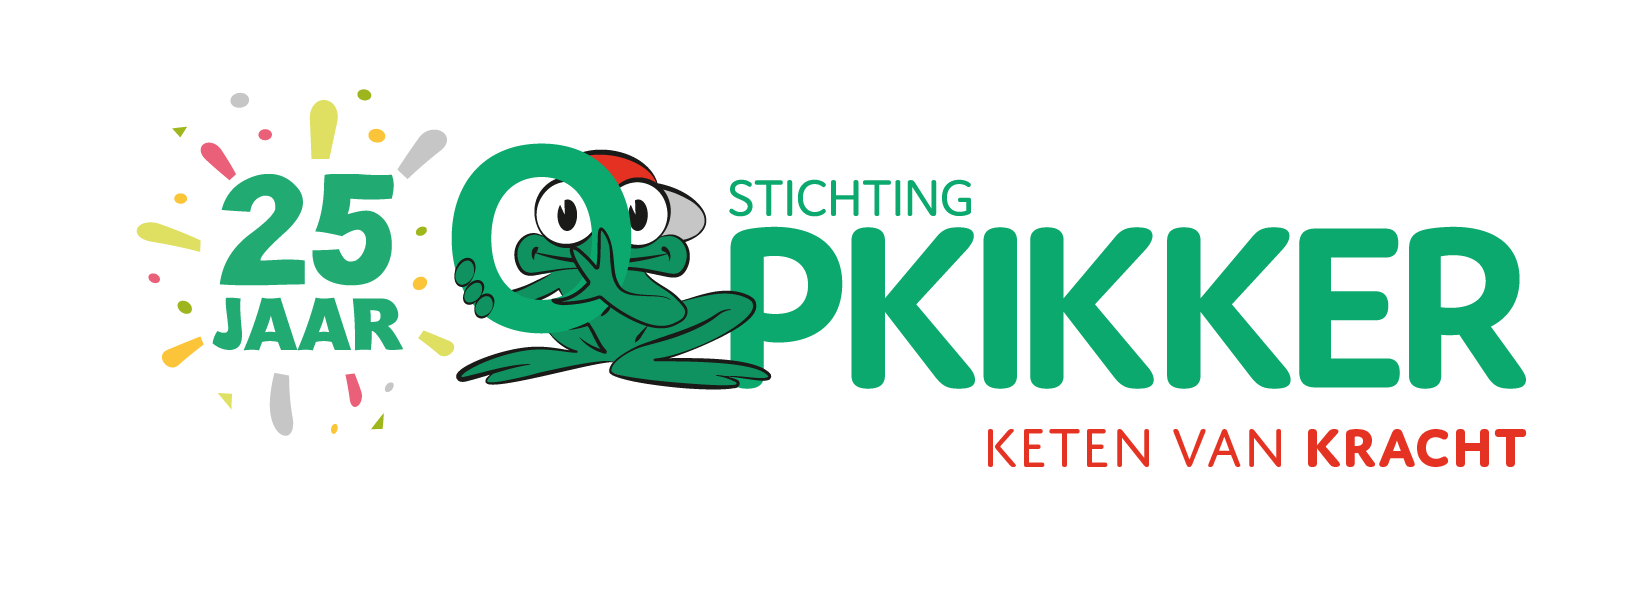 25
JAAR
STICHTING
OPKIKKER
KETEN VAN KRACHT